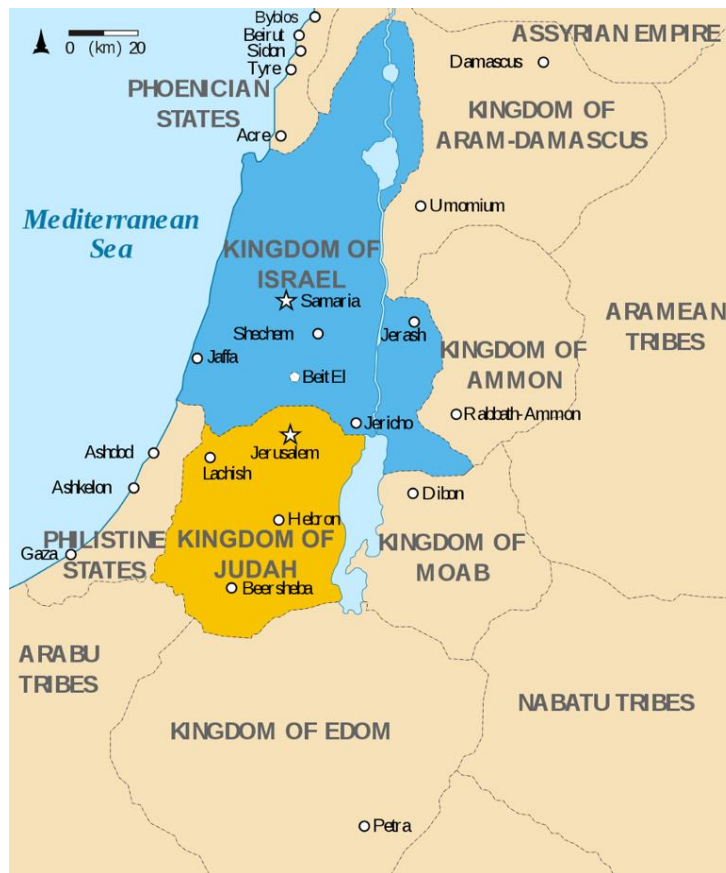 Byblos
Beirut
Sidon
Tyre
0 (km) 20
ASSYRIAN EMPIRE
Damascus
PHOENICIAN
STATES
KINGDOM OF
ARAM-DAMASCUS
Acre
Umomium
Mediterranean
Sea
KINGDOM OF
ISRAEL
Samaria
Shechem
Jerash
ARAMEAN
TRIBES
Jaffa
KINGDOM OF
AMMON
Beit El
Rabbath-Ammon
Jericho
Jerusalem
Ashdod
Lachish
Ashkelon
Dibon
Hebron
PHILISTINE
STATES
Gaza
KINGDOM OF
JUDAH
KINGDOM OF
MOAB
Beersheba
ARABU
TRIBES
NABATU TRIBES
KINGDOM OF EDOM
Petra